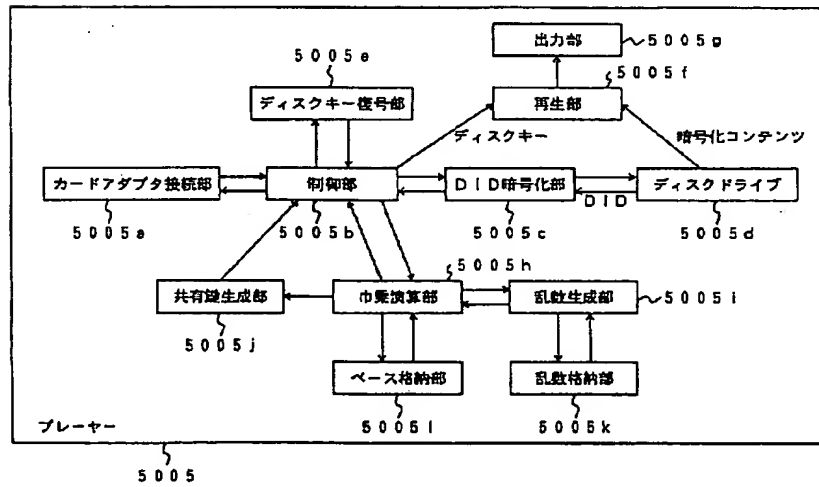 出力部
5005g
5005e
5005f
ディスクキー復号部
再生部
ディスクキー
暗号化コンテンツ
カードアダプタ接続部
制御部
DID暗号化部
ディスクドライブ
DID
5005a
5005b
5005c
5005d
5005h
共有鍵生成部
巾乗演算部
乱数生成部
5005i
5005j
ベース格納部
乱数格納部
5005l
5005k
プレーヤー
5005